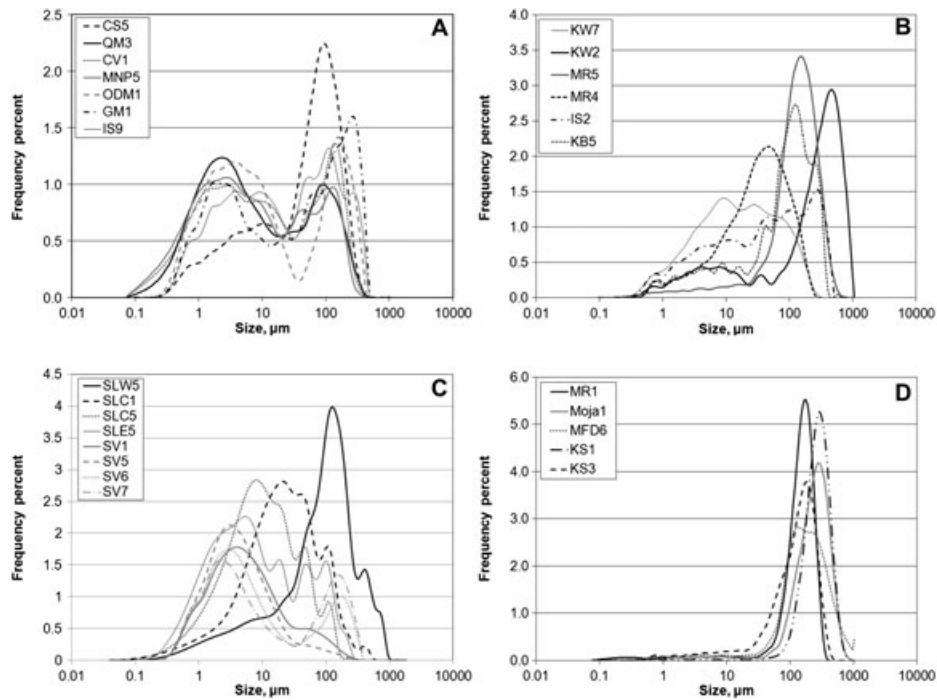 A
CS5
QM3
CV1
MNP5
ODM1
GM1
IS9
Frequency percent
2.5
2.0
1.5
1.0
0.5
0.0
0.01 0.1 1 10 100 1000 10000
Size, µm
B
KW7
KW2
MR5
MR4
IS2
KB5
Frequency percent
4.0
3.5
3.0
2.5
2.0
1.5
1.0
0.5
0.0
0.01 0.1 1 10 100 1000 10000
Size, µm
C
SLW5
SLC1
SLC5
SLE5
SV1
SV5
SV6
SV7
Frequency percent
4.5
4
3.5
3
2.5
2
1.5
1
0.5
0
0.01 0.1 1 10 100 1000 10000
Size, µm
D
MR1
Moja1
MFD6
KS1
KS3
Frequency percent
6.0
5.0
4.0
3.0
2.0
1.0
0.0
0.01 0.1 1 10 100 1000 10000
Size, µm